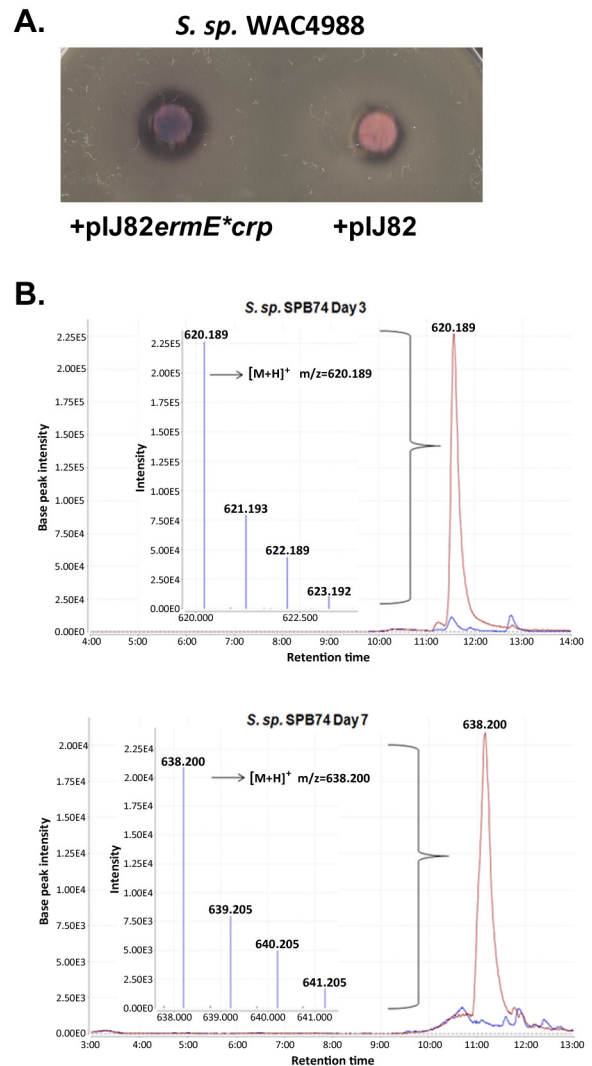 A.
S. sp. WAC4988
+pIJ82ermE*crp
+pIJ82
B.
S. sp. SPB74 Day 3
Base peak intensity
2.25E5
2.00E5
1.75E5
1.50E5
1.25E5
1.00E5
7.50E4
5.00E4
2.50E4
0.00E0
Intensity
2.25E5
2.00E5
1.75E5
1.50E5
1.25E5
1.00E5
7.50E4
5.00E4
2.50E4
0.00E0
620.189
[M+H]+ m/z=620.189
621.193
622.189
623.192
620.000
622.500
620.189
4:00
5:00
6:00
7:00
8:00
9:00
10:00
11:00
12:00
13:00
14:00
Retention time
S. sp. SPB74 Day 7
Base peak intensity
2.00E4
1.75E4
1.50E4
1.25E4
1.00E4
7.50E3
5.00E3
2.50E3
0.00E0
Intensity
2.25E4
2.00E4
1.75E4
1.50E4
1.25E4
1.00E4
7.50E3
5.00E3
2.50E3
0.00E0
638.200
[M+H]+ m/z=638.200
639.205
640.205
641.205
638.000
639.000
640.000
641.000
638.200
3:00
4:00
5:00
6:00
7:00
8:00
9:00
10:00
11:00
12:00
13:00
Retention time